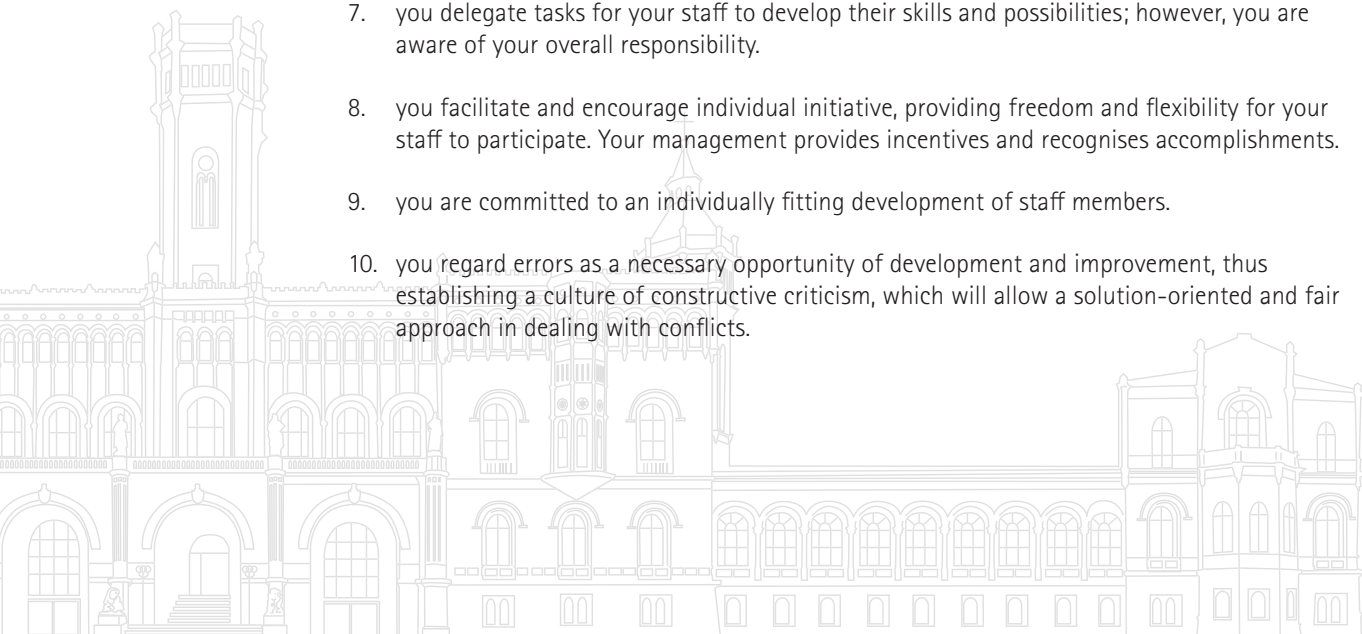 7. you delegate tasks for your staff to develop their skills and possibilities; however, you are
aware of your overall responsibility.
8. you facilitate and encourage individual initiative, providing freedom and flexibility for your
staff to participate. Your management provides incentives and recognises accomplishments.
9. you are committed to an individually fitting development of staff members.
10. you regard errors as a necessary opportunity of development and improvement, thus
establishing a culture of constructive criticism, which will allow a solution-oriented and fair
approach in dealing with conflicts.